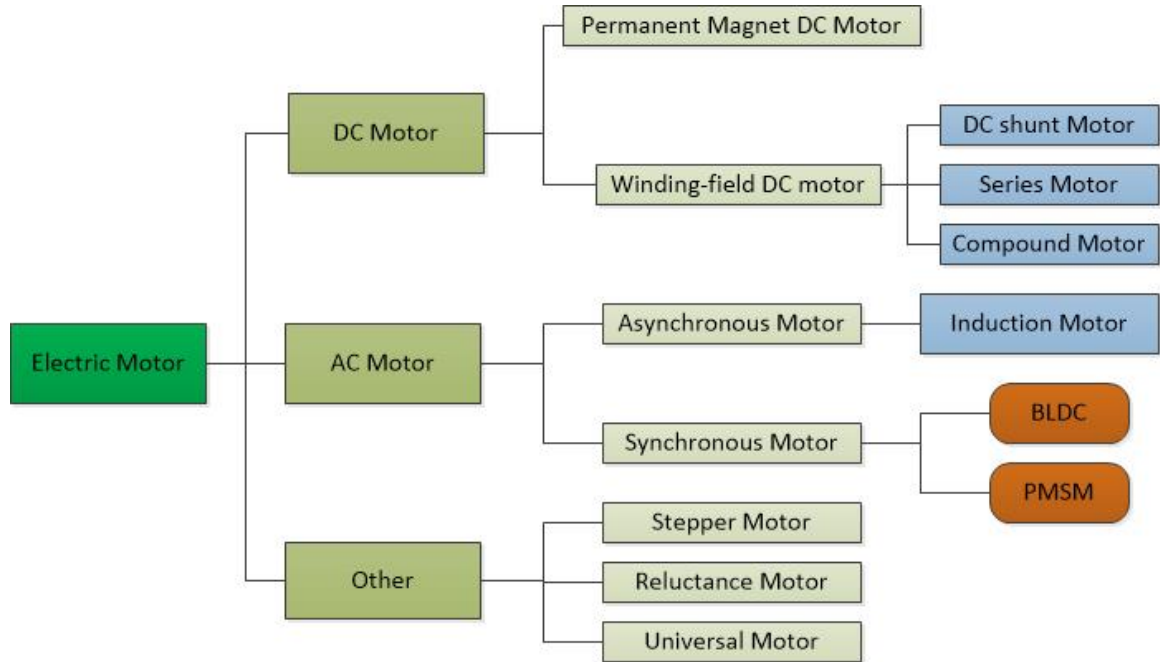 Permanent Magnet DC Motor
DC Motor
DC shunt Motor
Winding-field DC motor
Series Motor
Compound Motor
Electric Motor
AC Motor
Asynchronous Motor
Induction Motor
Synchronous Motor
BLDC
PMSM
Other
Stepper Motor
Reluctance Motor
Universal Motor